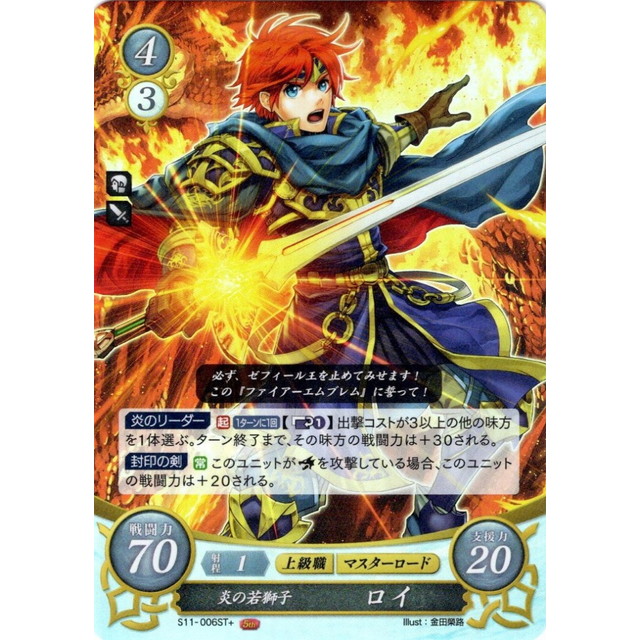 4
3
必ず、ゼフィール王を止めてみせます!
この『ファイアーエムブレム』に誓って!
炎のリーダー 起 1ターンに1回 1 出撃コストが3以上の他の味方
を1体選ぶ。ターン終了まで、その味方の戦闘力は+30される。
封印の剣 常 このユニットが を攻撃している場合、このユニット
の戦闘力は+20される。
戦闘力 70
射程 1
上級職
マスターロード
支援力 20
炎の若獅子 ロイ
S11-006ST+ 5th Illust:金田榮路